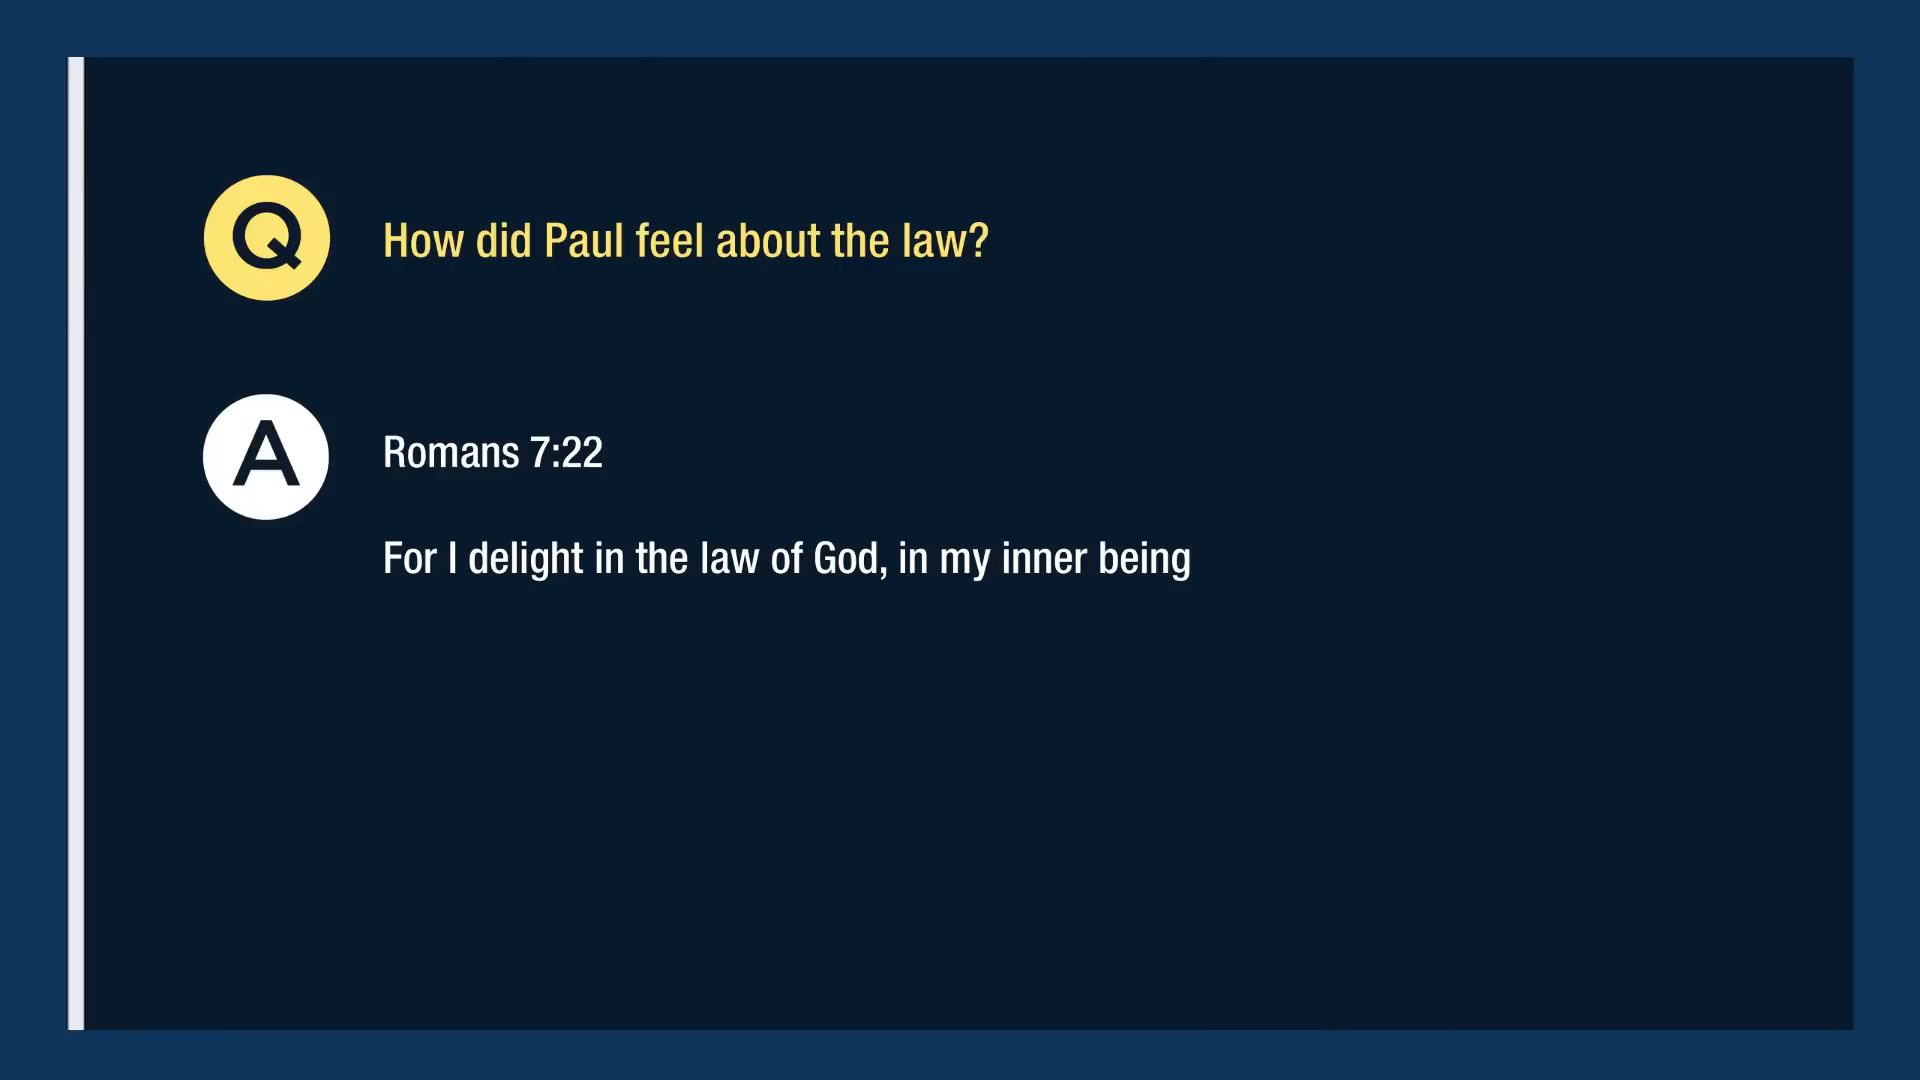 Q How did Paul feel about the law?
A Romans 7:22
For I delight in the law of God, in my inner being